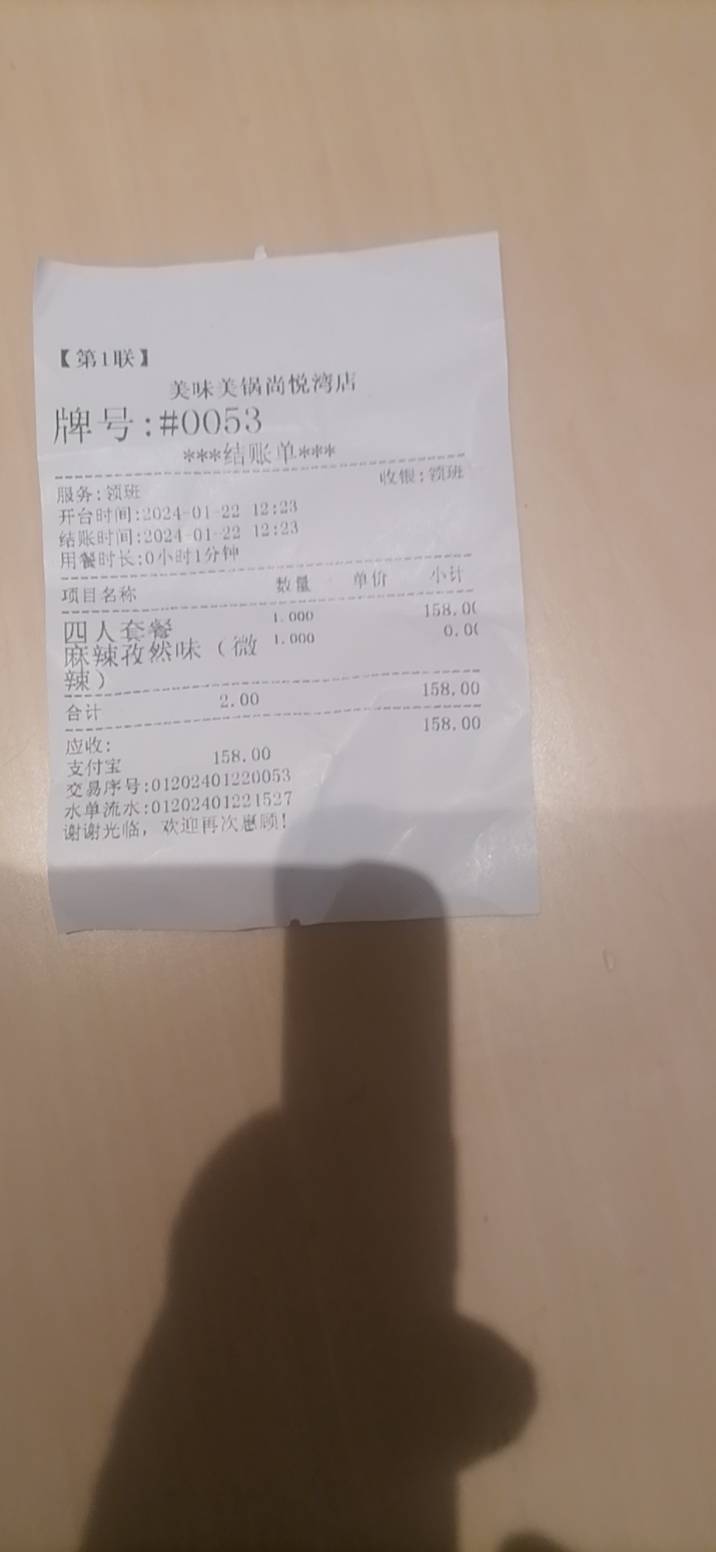 【第1联】
美味美锅尚悦湾店
牌号:#0053
***结账单***
服务:领班 收银:领班
开台时间:2024-01-22 12:23
结账时间:2024-01-22 12:23
用餐时长:0小时1分钟
项目名称 数量 单价 小计
四人套餐 1.000 158.0(
麻辣孜然味（微 1.000 0.0(
辣）
合计 2.00 158.00
应收: 158.00
支付宝 158.00
交易序号:01202401220053
水单流水:01202401221527
谢谢光临，欢迎再次惠顾!